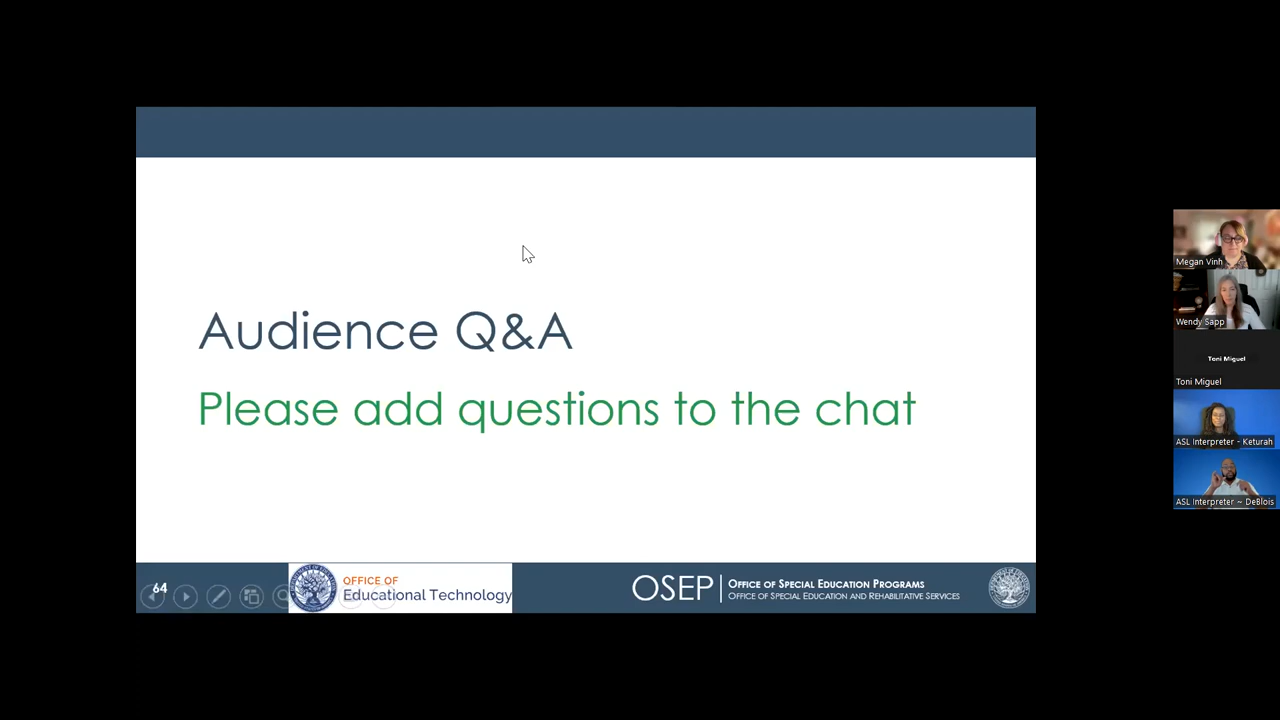 Audience Q&A
Please add questions to the chat
64
OFFICE OF
Educational Technology
OSEP
OFFICE OF SPECIAL EDUCATION PROGRAMS
OFFICE OF SPECIAL EDUCATION AND REHABILITATIVE SERVICES
Megan Vinh
Wendy Sapp
Toni Miguel
Toni Miguel
ASL Interpreter - Keturah
ASL Interpreter ~ DeBlois